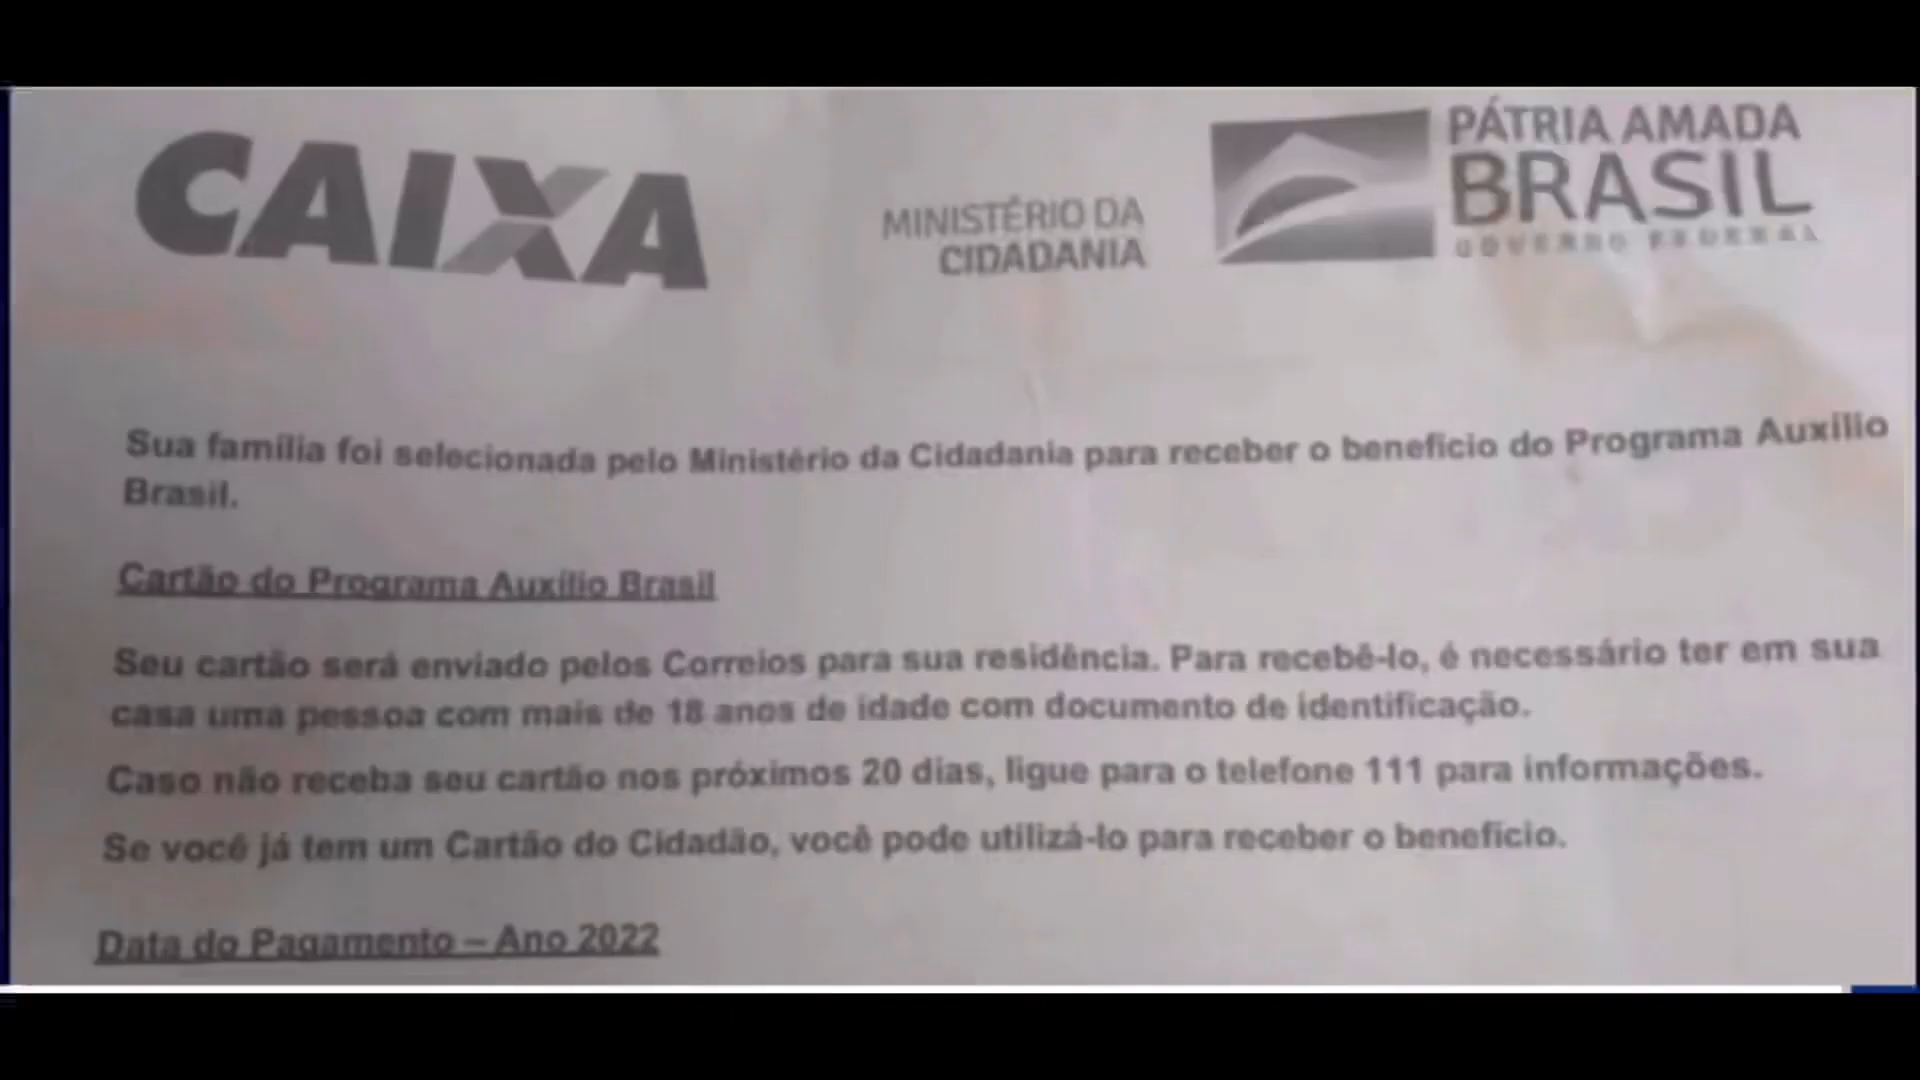 CAIXA
MINISTÉRIO DA
CIDADANIA
PÁTRIA AMADA
BRASIL
GOVERNO FEDERAL
Sua família foi selecionada pelo Ministério da Cidadania para receber o benefício do Programa Auxílio
Brasil.
Cartão do Programa Auxílio Brasil
Seu cartão será enviado pelos Correios para sua residência. Para recebê-lo, é necessário ter em sua
casa uma pessoa com mais de 18 anos de idade com documento de identificação.
Caso não receba seu cartão nos próximos 20 dias, ligue para o telefone 111 para informações.
Se você já tem um Cartão do Cidadão, você pode utilizá-lo para receber o benefício.
Data do Pagamento – Ano 2022